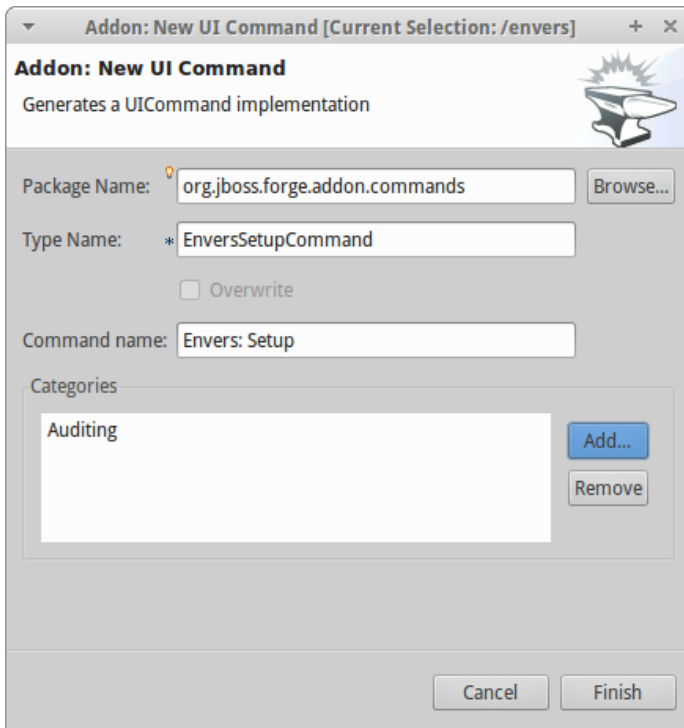 Addon: New UI Command [Current Selection: /envers]
Addon: New UI Command
Generates a UICommand implementation
Package Name: org.jboss.forge.addon.commands Browse...
Type Name: * EnversSetupCommand
Overwrite
Command name: Envers: Setup
Categories
Auditing
Add...
Remove
Cancel Finish